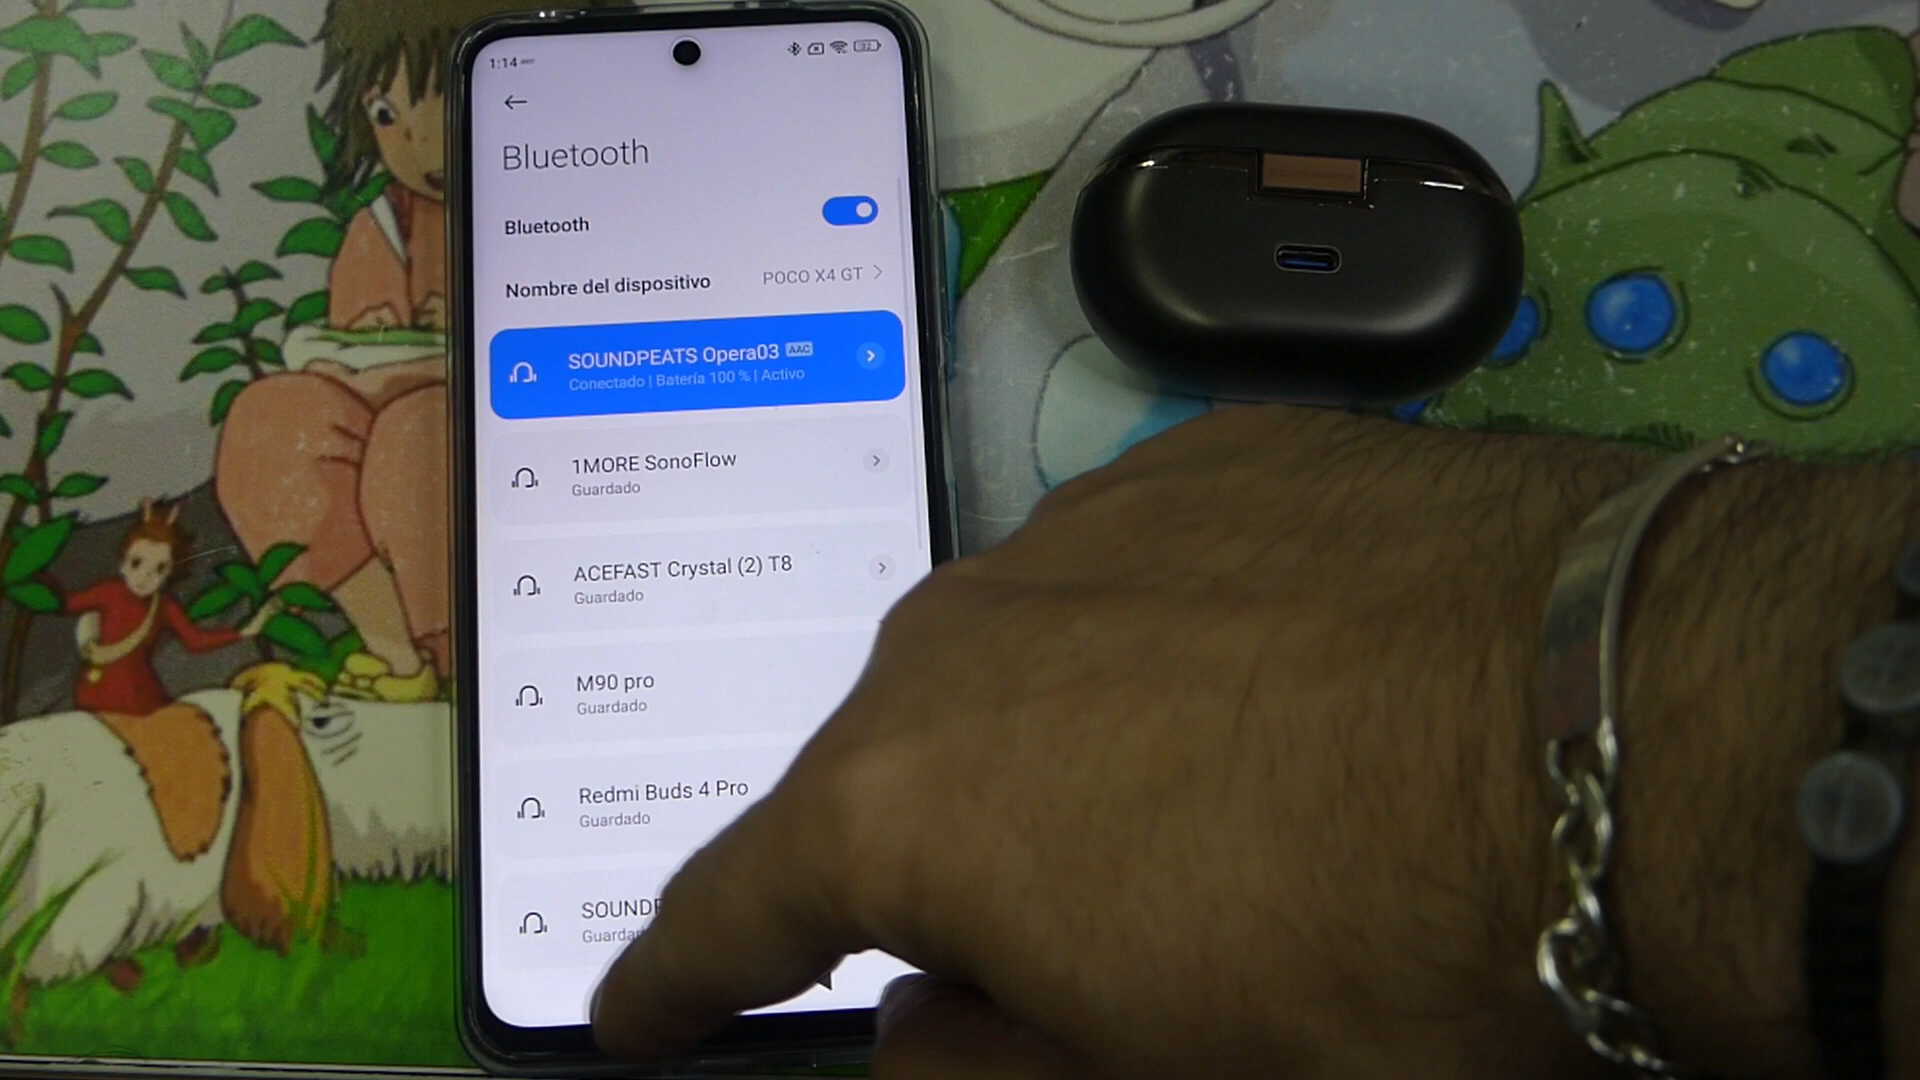 1:14
32
Bluetooth
Bluetooth
Nombre del dispositivo POCO X4 GT
SOUNDPEATS Opera03 AAC
Conectado | Batería 100 % | Activo
1MORE SonoFlow
Guardado
ACEFAST Crystal (2) T8
Guardado
M90 pro
Guardado
Redmi Buds 4 Pro
Guardado